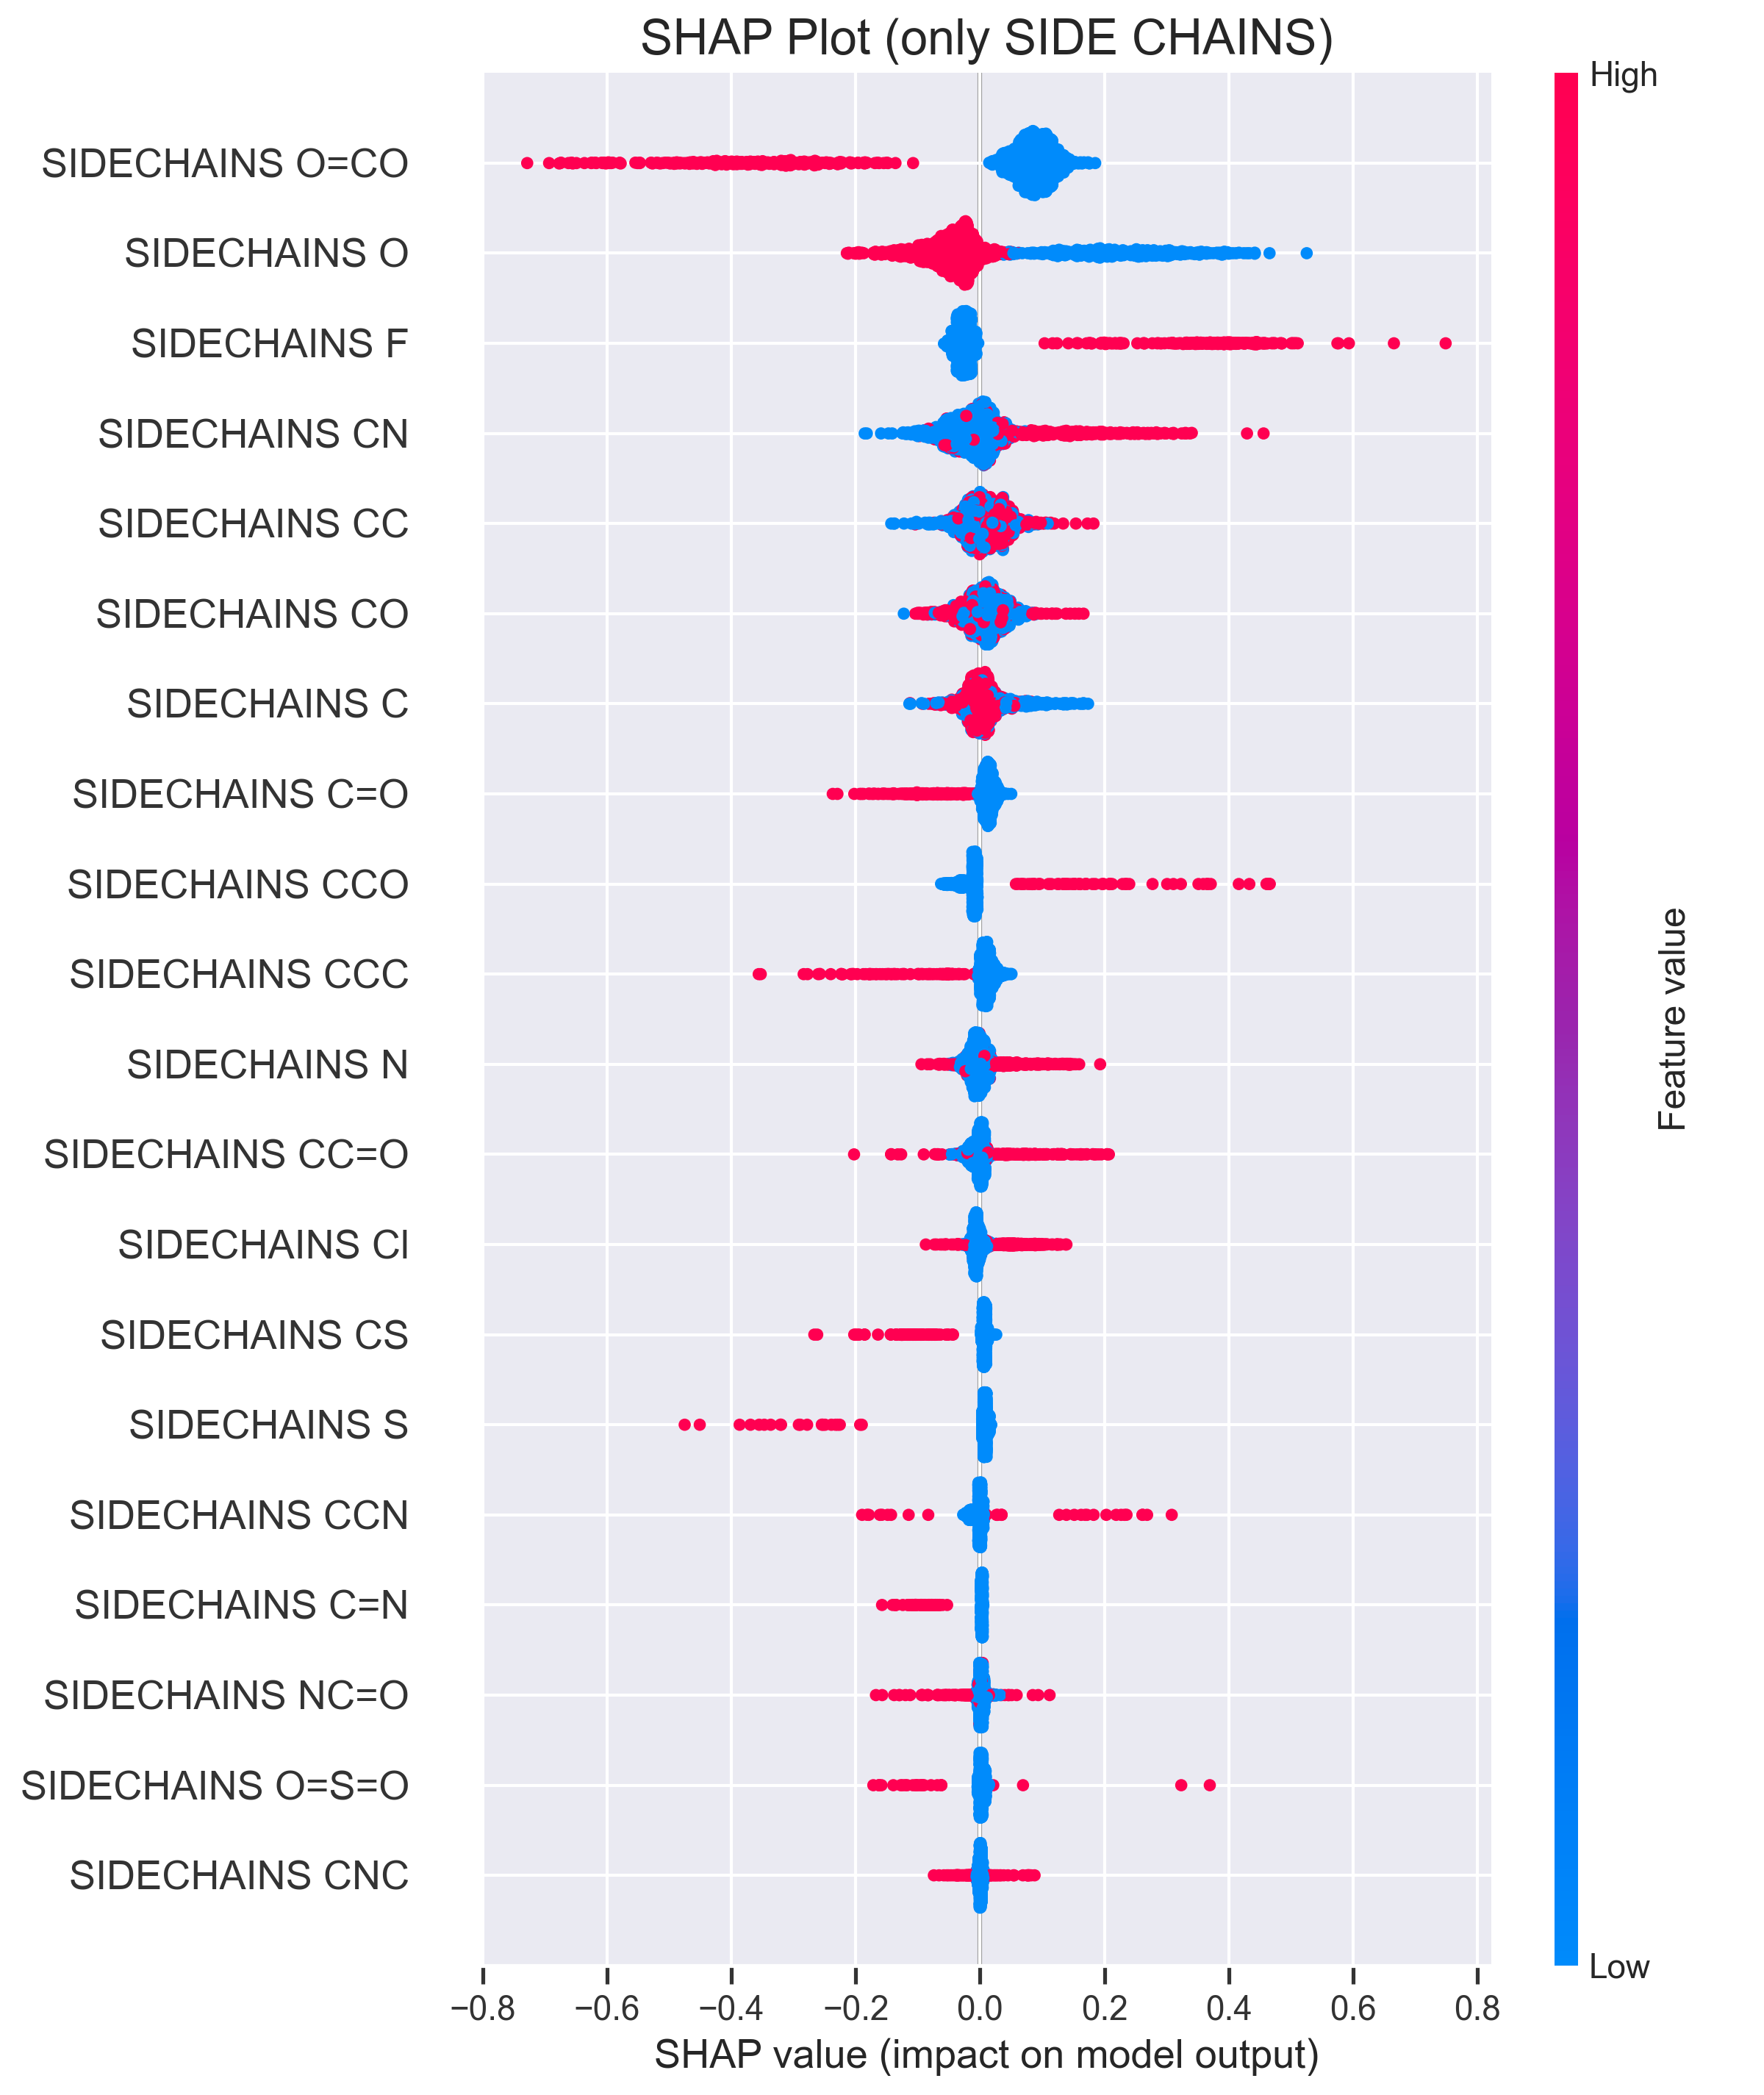 SHAP Plot (only SIDE CHAINS)
High
SIDECHAINS O=CO
SIDECHAINS O
SIDECHAINS F
SIDECHAINS CN
SIDECHAINS CC
SIDECHAINS CO
SIDECHAINS C
SIDECHAINS C=O
SIDECHAINS CCO
SIDECHAINS CCC
SIDECHAINS N
SIDECHAINS CC=O
SIDECHAINS Cl
SIDECHAINS CS
SIDECHAINS S
SIDECHAINS CCN
SIDECHAINS C=N
SIDECHAINS NC=O
SIDECHAINS O=S=O
SIDECHAINS CNC
Feature value
Low
−0.8 −0.6 −0.4 −0.2 0.0 0.2 0.4 0.6 0.8
SHAP value (impact on model output)